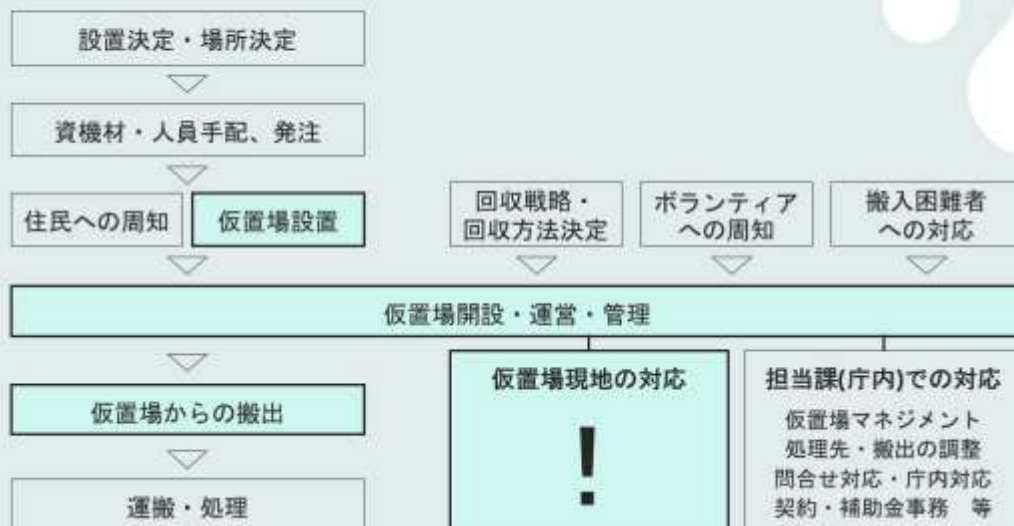 設置決定・場所決定
資機材・人員手配、発注
住民への周知
仮置場設置
回収戦略・
回収方法決定
ボランティア
への周知
搬入困難者
への対応
仮置場開設・運営・管理
仮置場からの搬出
運搬・処理
仮置場現地の対応
!
担当課(庁内)での対応
仮置場マネジメント
処理先・搬出の調整
問合せ対応・庁内対応
契約・補助金事務　等